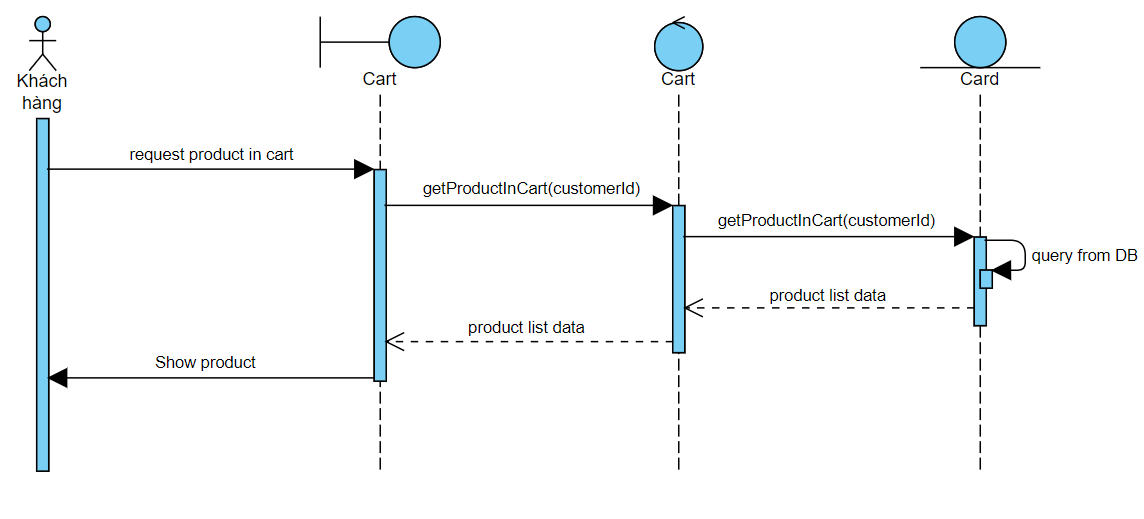 Khách
hàng
Cart
Cart
Card
request product in cart
getProductInCart(customerId)
getProductInCart(customerId)
query from DB
product list data
product list data
Show product